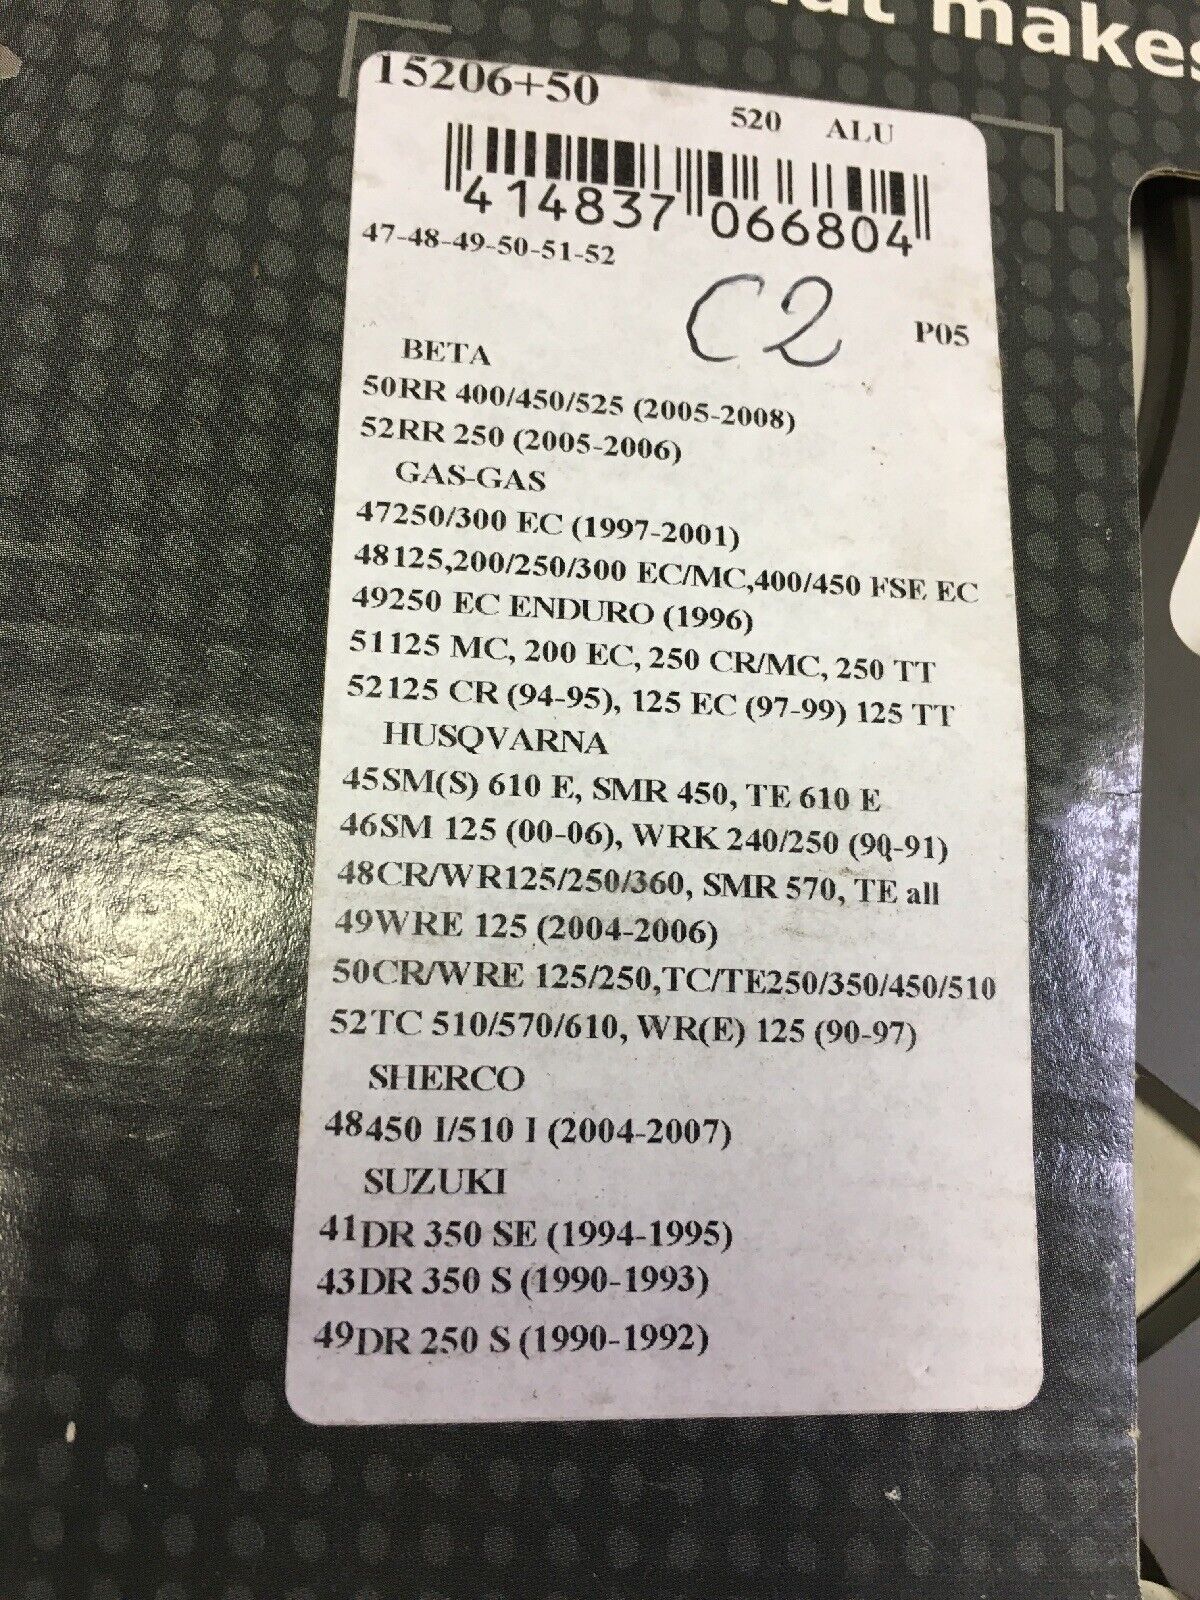 makes
15206+50
520 ALU
414837 066804
47-48-49-50-51-52
C2
P05
BETA
50RR 400/450/525 (2005-2008)
52RR 250 (2005-2006)
GAS-GAS
47250/300 EC (1997-2001)
48125,200/250/300 EC/MC,400/450 FSE EC
49250 EC ENDURO (1996)
51125 MC, 200 EC, 250 CR/MC, 250 TT
52125 CR (94-95), 125 EC (97-99) 125 TT
HUSQVARNA
45SM(S) 610 E, SMR 450, TE 610 E
46SM 125 (00-06), WRK 240/250 (90-91)
48CR/WR125/250/360, SMR 570, TE all
49WRE 125 (2004-2006)
50CR/WRE 125/250,TC/TE250/350/450/510
52TC 510/570/610, WR(E) 125 (90-97)
SHERCO
48450 I/510 I (2004-2007)
SUZUKI
41DR 350 SE (1994-1995)
43DR 350 S (1990-1993)
49DR 250 S (1990-1992)